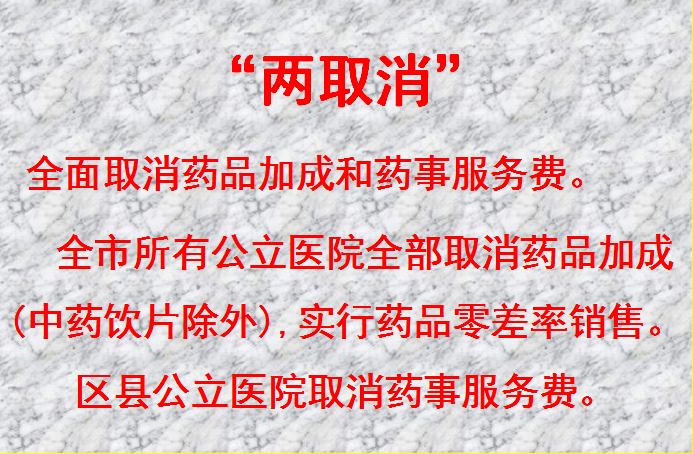 “两取消”
全面取消药品加成和药事服务费。
全市所有公立医院全部取消药品加成
(中药饮片除外),实行药品零差率销售。
区县公立医院取消药事服务费。